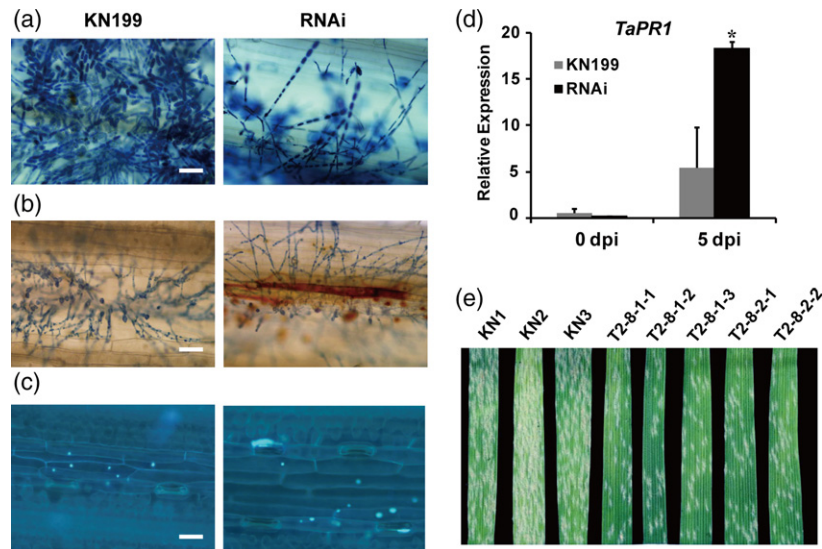 (a)
KN199
RNAi
(b)
(c)
(d)
TaPR1
Relative Expression
20
15
10
5
0
KN199
RNAi
*
0 dpi
5 dpi
(e)
KN1
KN2
KN3
T2-8-1-1
T2-8-1-2
T2-8-1-3
T2-8-2-1
T2-8-2-2